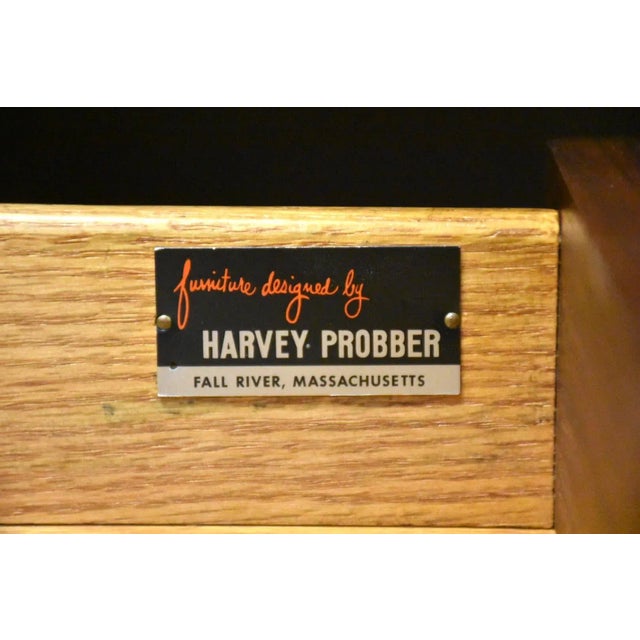 furniture designed by
HARVEY PROBBER
FALL RIVER, MASSACHUSETTS